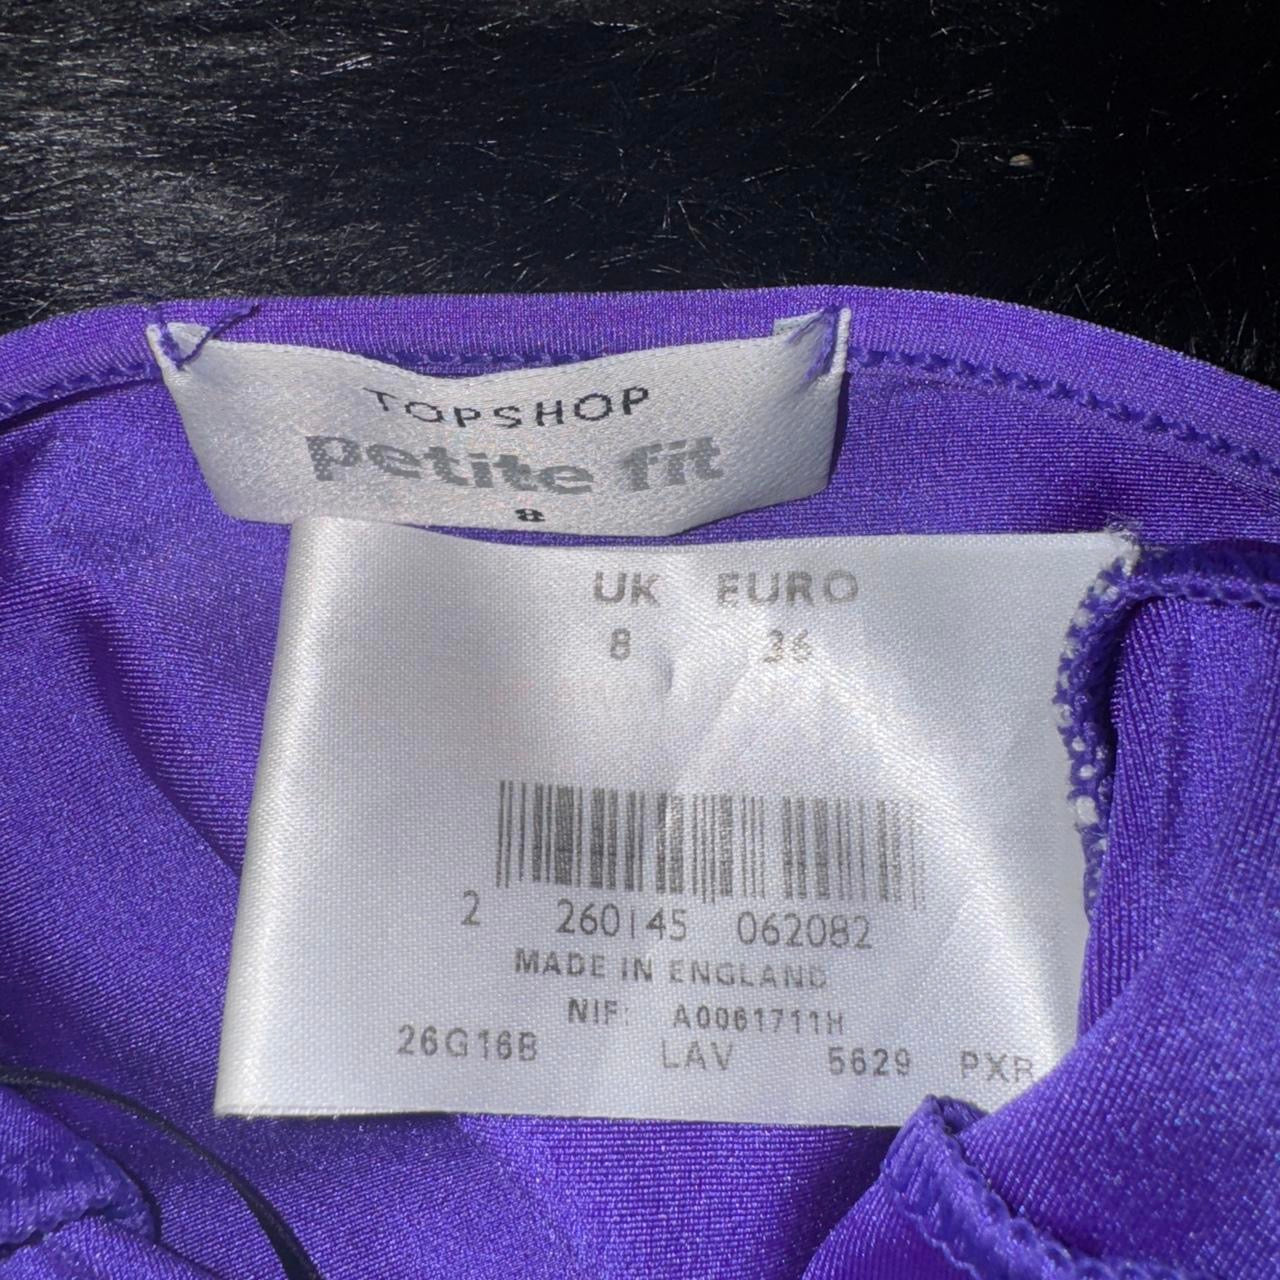 TOPSHOP
petite fit
8
UK EURO
8 36
2 260145 062082
MADE IN ENGLAND
NIF: A0061711H
26G16B LAV 5629 PXR